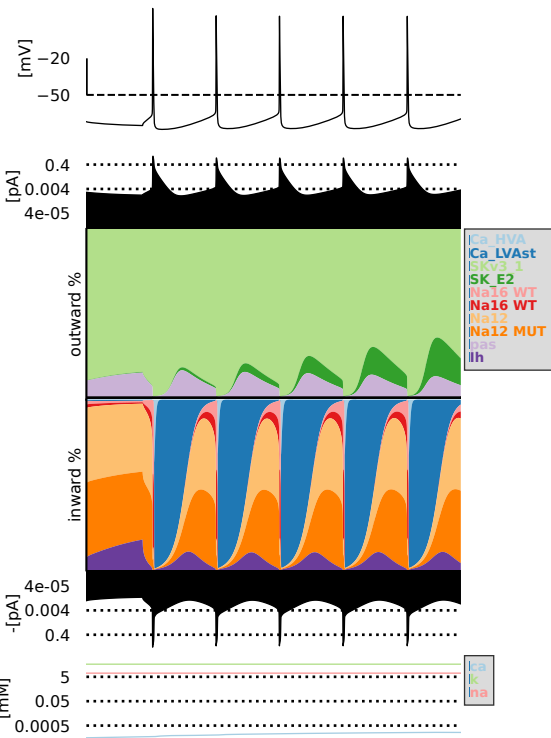 [mV]
−20
−50
[pA]
0.4
0.004
4e-05
outward %
Ca_HVA
Ca_LVAst
SKv3_1
SK_E2
Na16 WT
Na16 WT
Na12
Na12 MUT
pas
Ih
inward %
-[pA]
4e-05
0.004
0.4
[mM]
5
0.05
0.0005
ca
k
na